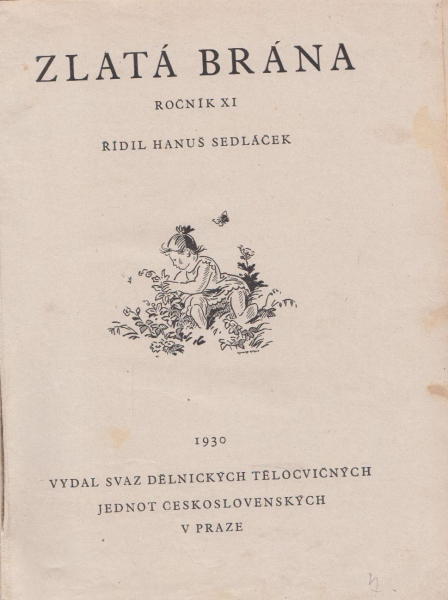 ZLATÁ BRÁNA
ROČNÍK XI
ŘÍDIL HANUŠ SEDLÁČEK
1930
VYDAL SVAZ DĚLNICKÝCH TĚLOCVIČNÝCH
JEDNOT ČESKOSLOVENSKÝCH
V PRAZE